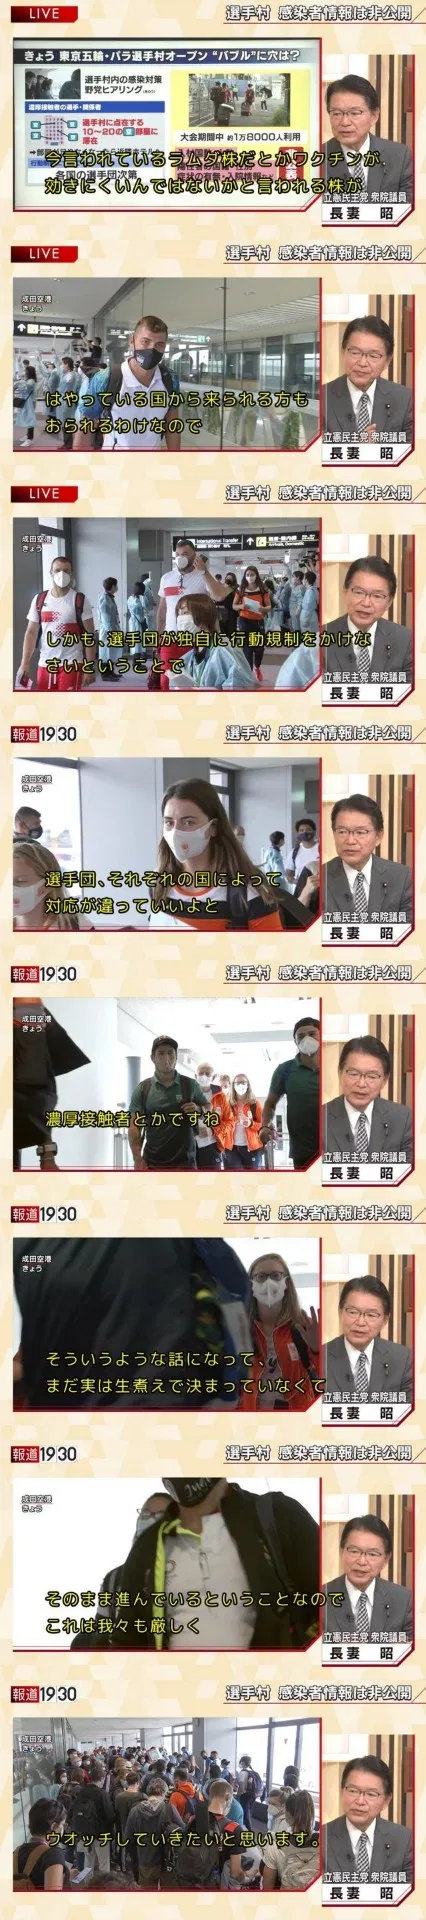 LIVE
選手村 感染者情報は非公開
きょう 東京五輪・パラ選手村オープン “バブル”に穴は?
選手村内の感染対策
野党ヒアリング
濃厚接触者の選手・関係者
選手村に点在する
10〜20の部屋に
滞在
各国の選手団次第
大会期間中 約1万8000人利用
今言われているラムダ株だとかワクチンが、
効きにくいんではないかと言われる株が
立憲民主党 衆院議員
長妻 昭
LIVE
選手村 感染者情報は非公開
成田空港
きょう
はやっている国から来られる方も
おられるわけなので
立憲民主党 衆院議員
長妻 昭
LIVE
選手村 感染者情報は非公開
成田空港
きょう
International Transfer
しかも、選手団が独自に行動規制をかけな
さいということで
立憲民主党 衆院議員
長妻 昭
報道19:30
選手村 感染者情報は非公開
成田空港
きょう
選手団、それぞれの国によって
対応が違っていいよと
立憲民主党 衆院議員
長妻 昭
報道19:30
選手村 感染者情報は非公開
成田空港
きょう
濃厚接触者とかですね
立憲民主党 衆院議員
長妻 昭
報道19:30
選手村 感染者情報は非公開
成田空港
きょう
そういうような話になって、
まだ実は生煮えで決まっていなくて
立憲民主党 衆院議員
長妻 昭
報道19:30
選手村 感染者情報は非公開
成田空港
きょう
そのまま進んでいるということなので
これは我々も厳しく
立憲民主党 衆院議員
長妻 昭
報道19:30
選手村 感染者情報は非公開
成田空港
きょう
ウオッチしていきたいと思います。
立憲民主党 衆院議員
長妻 昭